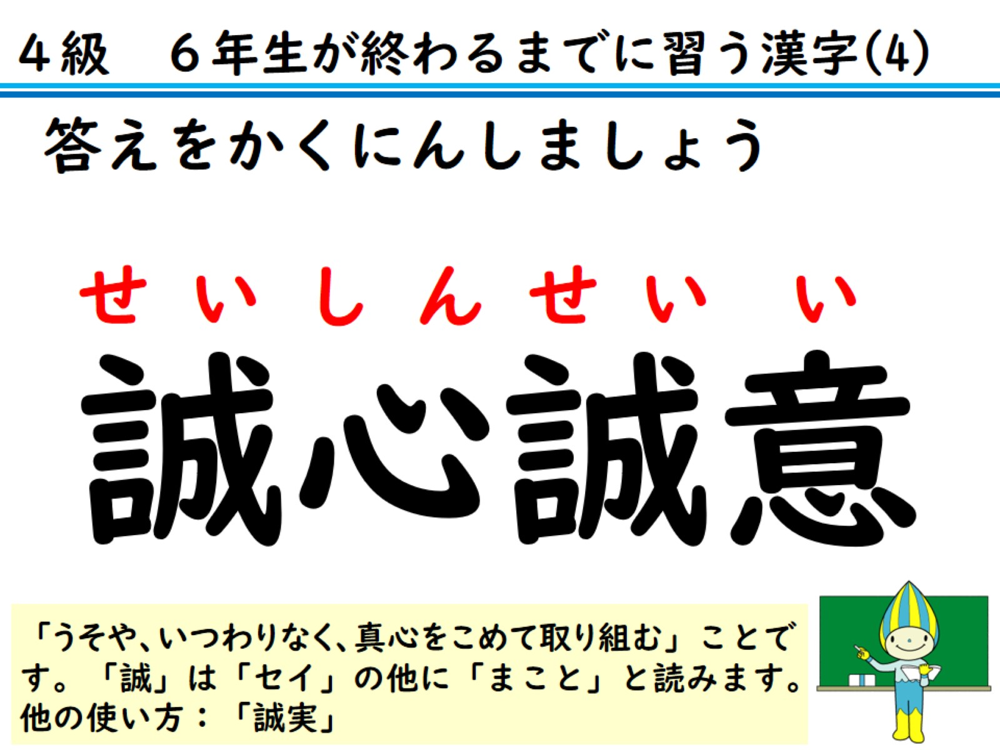 ４級　６年生が終わるまでに習う漢字(4)
答えをかくにんしましょう
せいしんせいい
誠心誠意
「うそや、いつわりなく、真心をこめて取り組む」ことで
す。「誠」は「セイ」の他に「まこと」と読みます。
他の使い方：「誠実」